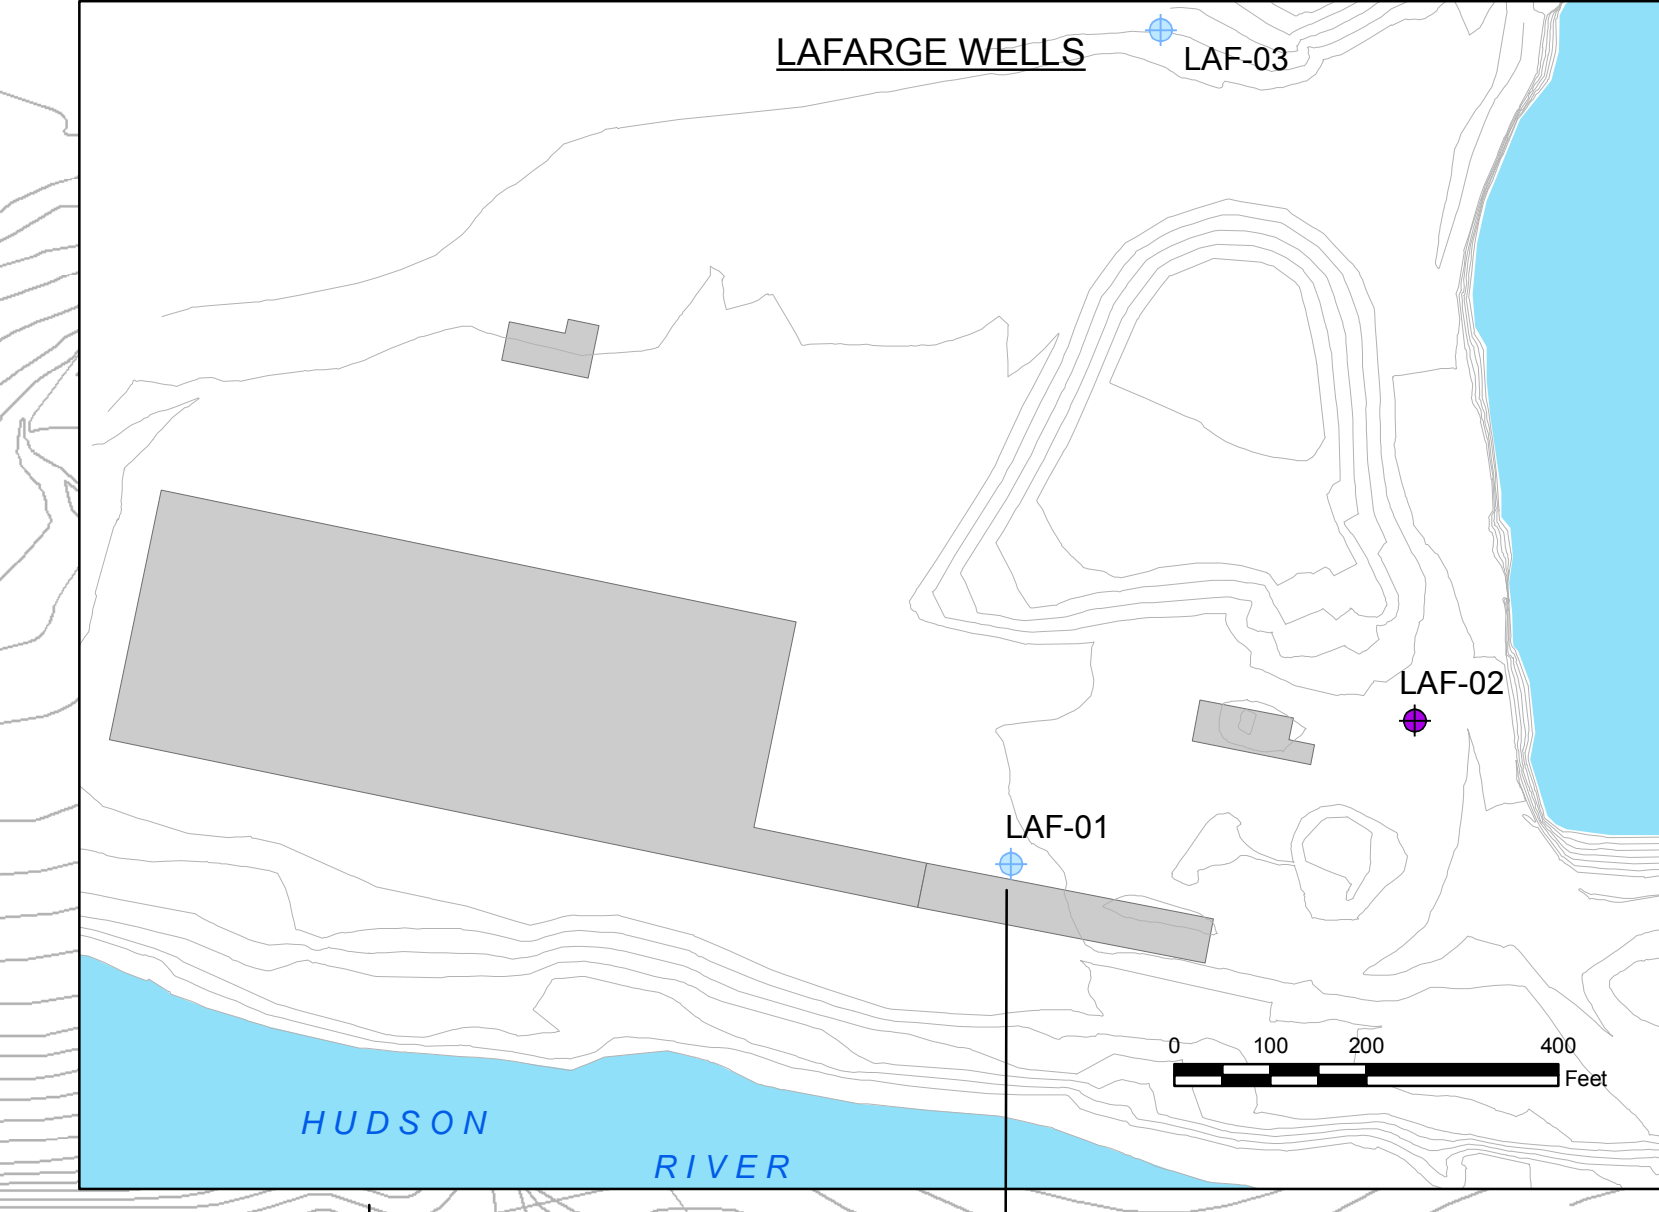 LAFARGE WELLS
LAF-03
LAF-02
LAF-01
0 100 200 400
Feet
HUDSON
RIVER